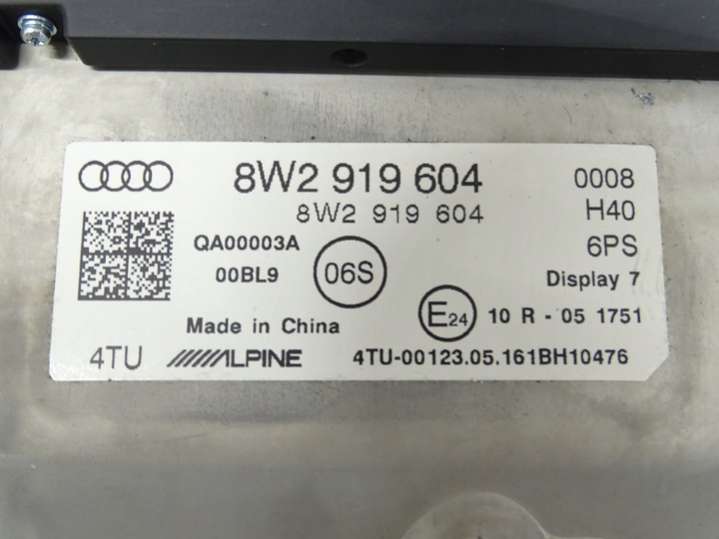 8W2 919 604 0008
8W2 919 604 H40
QA00003A 06S 6PS
00BL9 Display 7
E24 10 R - 05 1751
Made in China
4TU ALPINE 4TU-00123.05.161BH10476